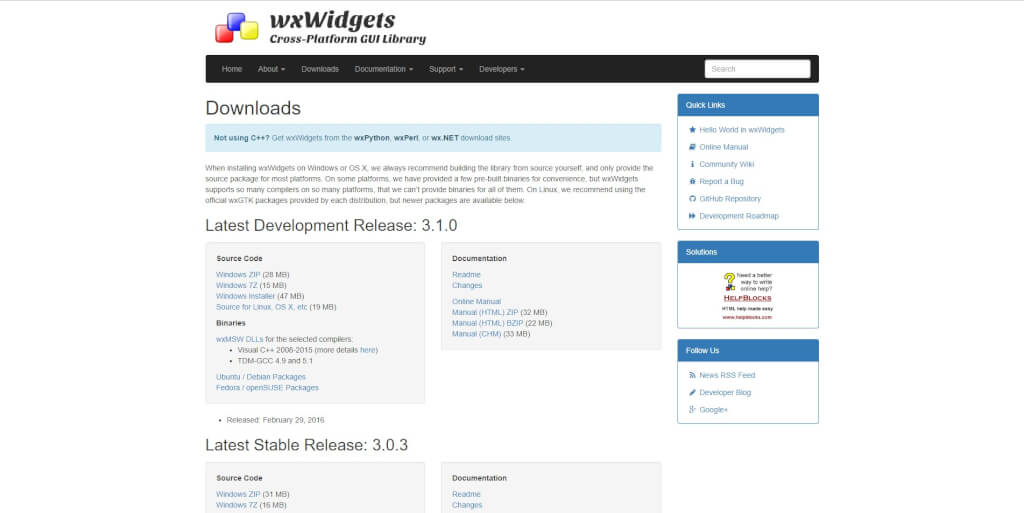 wxWidgets
Cross-Platform GUI Library
Home About Downloads Documentation Support Developers Search
Downloads
Not using C++? Get wxWidgets from the wxPython, wxPerl, or wx.NET download sites.
When installing wxWidgets on Windows or OS X, we always recommend building the library from source yourself, and only provide the
source package for most platforms. On some platforms, we have provided a few pre-built binaries for convenience, but wxWidgets
supports so many compilers on so many platforms, that we can't provide binaries for all of them. On Linux, we recommend using the
official wxGTK packages provided by each distribution, but newer packages are available below.
Latest Development Release: 3.1.0
Source Code
Windows ZIP (28 MB)
Windows 7Z (15 MB)
Windows Installer (47 MB)
Source for Linux, OS X, etc (19 MB)
Binaries
wxMSW DLLs for the selected compilers:
• Visual C++ 2008-2015 (more details here)
• TDM-GCC 4.9 and 5.1
Ubuntu / Debian Packages
Fedora / openSUSE Packages
Documentation
Readme
Changes
Online Manual
Manual (HTML) ZIP (32 MB)
Manual (HTML) BZIP (22 MB)
Manual (CHM) (33 MB)
• Released: February 29, 2016
Latest Stable Release: 3.0.3
Source Code
Windows ZIP (31 MB)
Windows 7Z (16 MB)
Documentation
Readme
Changes
Quick Links
Hello World in wxWidgets
Online Manual
Community Wiki
Report a Bug
GitHub Repository
Development Roadmap
Solutions
Need a better
way to write
online help?
HELPBLOCKS
HTML help made easy
www.helpblocks.com
Follow Us
News RSS Feed
Developer Blog
Google+